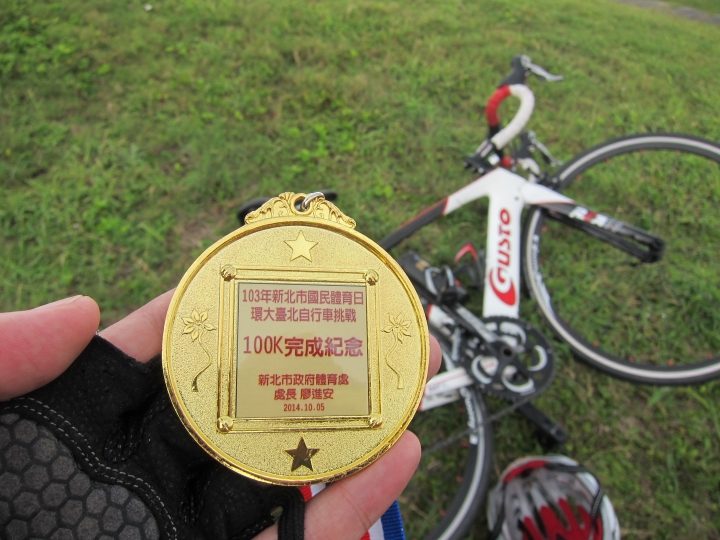 103年新北市國民體育日
環大臺北自行車挑戰
100K完成紀念
新北市政府體育處
處長 廖進安
2014.10.05
GUSTO